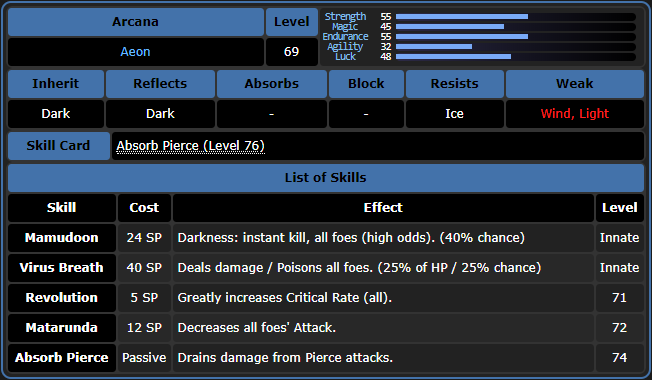 Arcana Level
Aeon 69
Strength 55
Magic 45
Endurance 55
Agility 32
Luck 48
Inherit Reflects Absorbs Block Resists Weak
Dark Dark - - Ice Wind, Light
Skill Card Absorb Pierce (Level 76)
List of Skills
Skill Cost Effect Level
Mamudoon 24 SP Darkness: instant kill, all foes (high odds). (40% chance) Innate
Virus Breath 40 SP Deals damage / Poisons all foes. (25% of HP / 25% chance) Innate
Revolution 5 SP Greatly increases Critical Rate (all). 71
Matarunda 12 SP Decreases all foes' Attack. 72
Absorb Pierce Passive Drains damage from Pierce attacks. 74